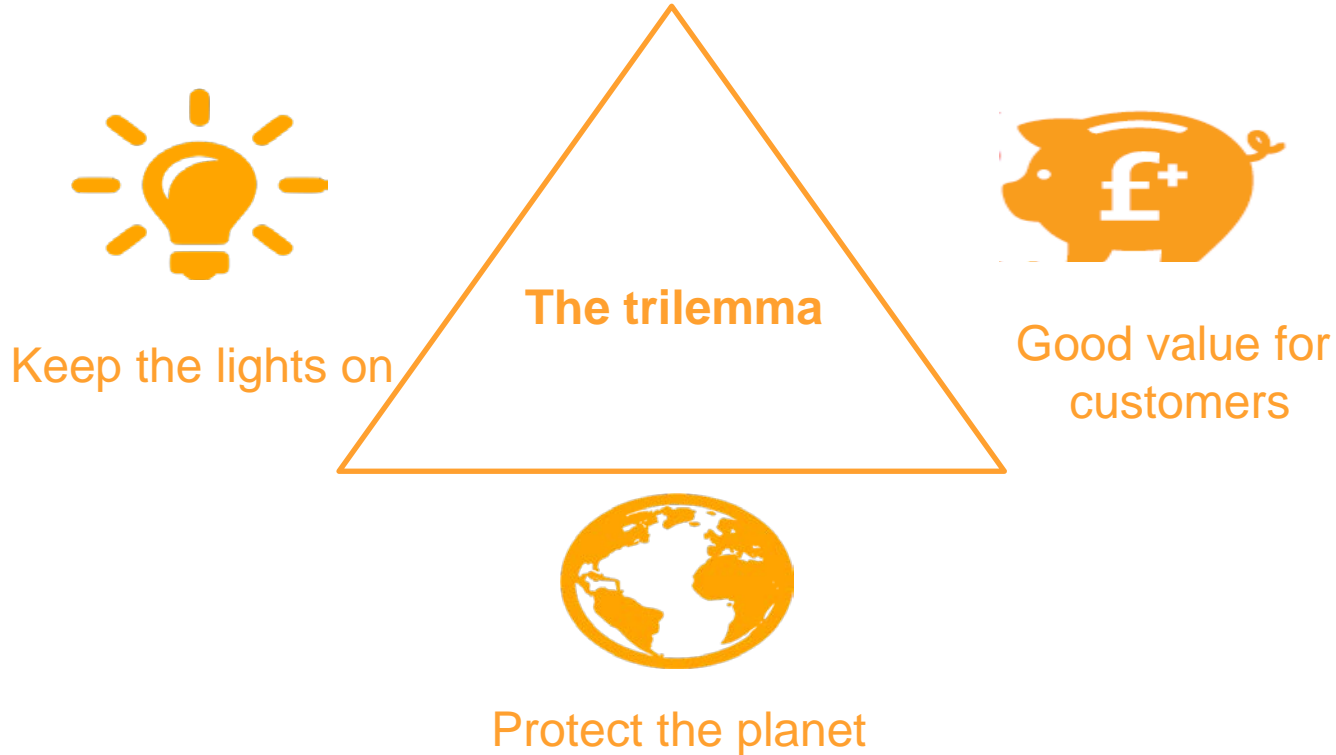 £+
The trilemma
Keep the lights on
Good value for
customers
Protect the planet